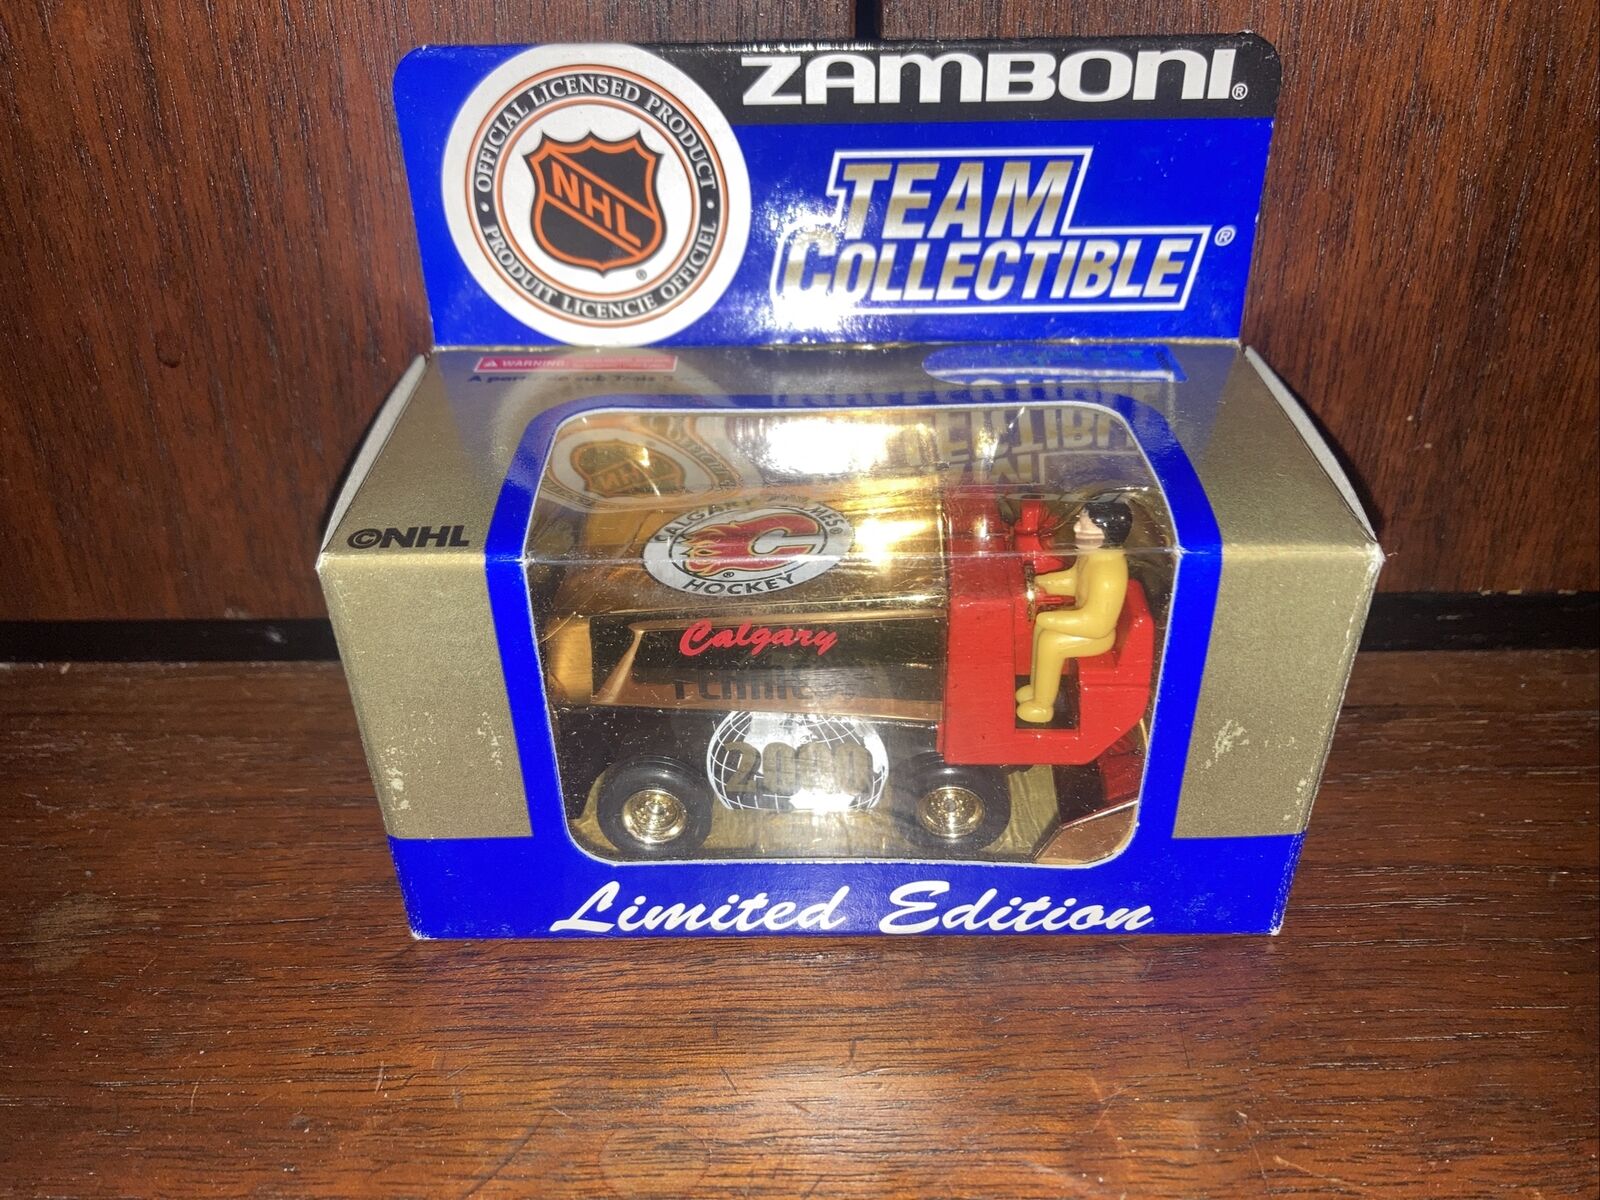 ZAMBONI®
OFFICIAL LICENSED PRODUCT •
PRODUIT LICENCIE OFFICIEL •
NHL
®
TEAM
COLLECTIBLE®
WARNING:
©NHL
CALGARY FLAMES®
C
®
HOCKEY
Calgary
2000
Limited Edition